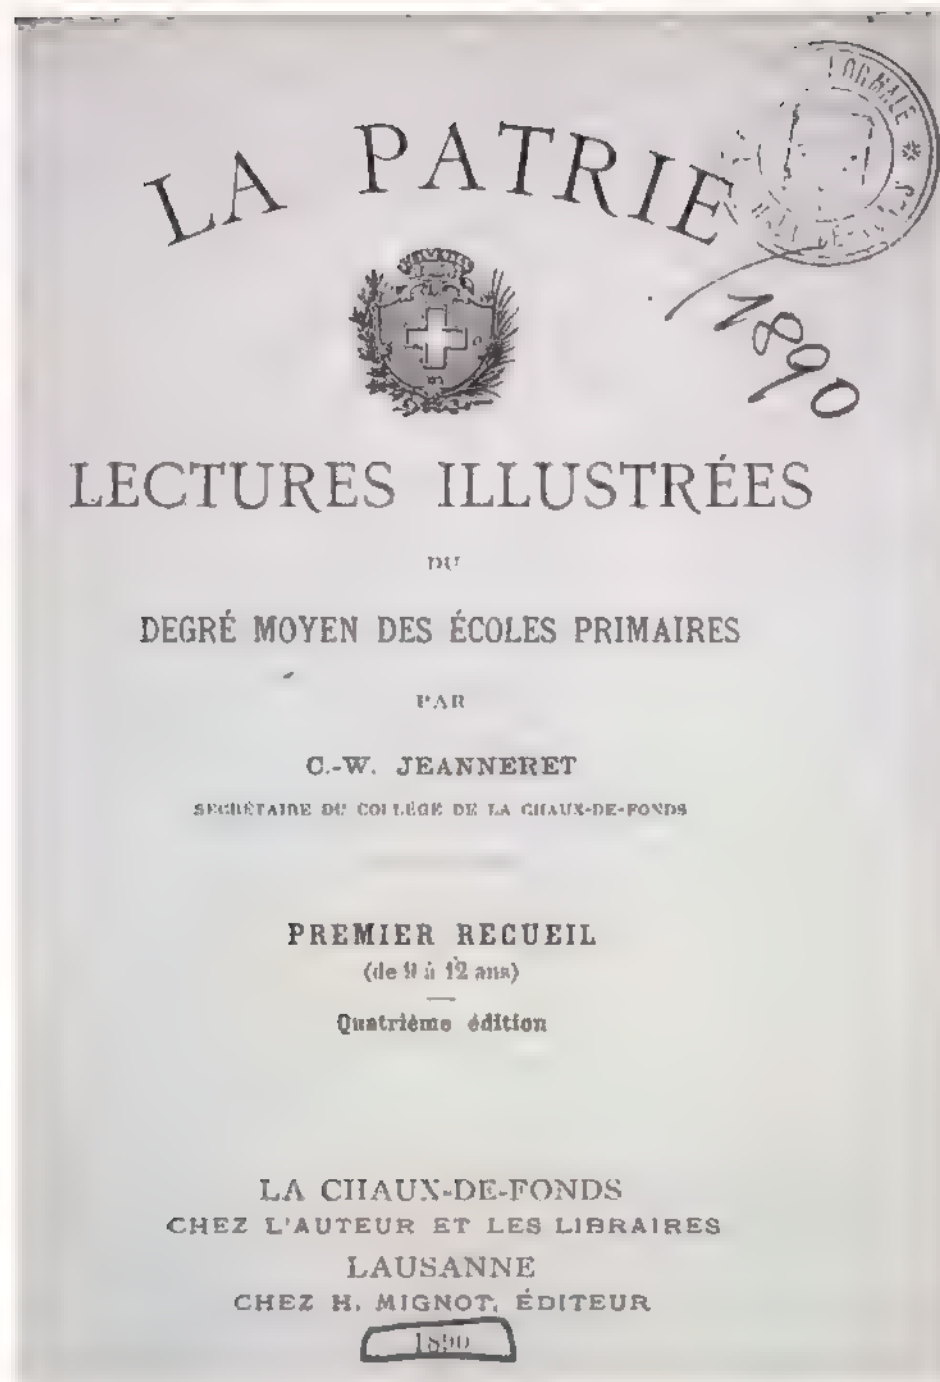 LA PATRIE
1890
LECTURES ILLUSTRÉES
DU
DEGRÉ MOYEN DES ÉCOLES PRIMAIRES
PAR
C.-W. JEANNERET
SECRÉTAIRE DU COLLÈGE DE LA CHAUX-DE-FONDS
PREMIER RECUEIL
(de 9 à 12 ans)
Quatrième édition
LA CHAUX-DE-FONDS
CHEZ L'AUTEUR ET LES LIBRAIRES
LAUSANNE
CHEZ H. MIGNOT, ÉDITEUR
1890